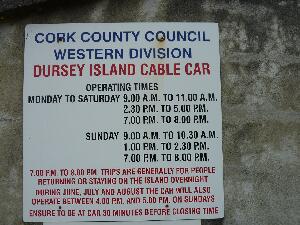 CORK COUNTY COUNCIL
WESTERN DIVISION
DURSEY ISLAND CABLE CAR
OPERATING TIMES
MONDAY TO SATURDAY 9.00 A.M. TO 11.00 A.M.
2.30 P.M. TO 5.00 P.M.
7.00 P.M. TO 8.00 P.M.
SUNDAY 9.00 A.M. TO 10.30 A.M.
1.00 P.M. TO 2.30 P.M.
7.00 P.M. TO 8.00 P.M.
7.00 P.M. TO 8.00 P.M. TRIPS ARE GENERALLY FOR PEOPLE
RETURNING OR STAYING ON THE ISLAND OVERNIGHT
DURING JUNE, JULY AND AUGUST THE CAR WILL ALSO
OPERATE BETWEEN 4.00 P.M. AND 5.00 P.M. ON SUNDAYS
ENSURE TO BE AT CAR 30 MINUTES BEFORE CLOSING TIME